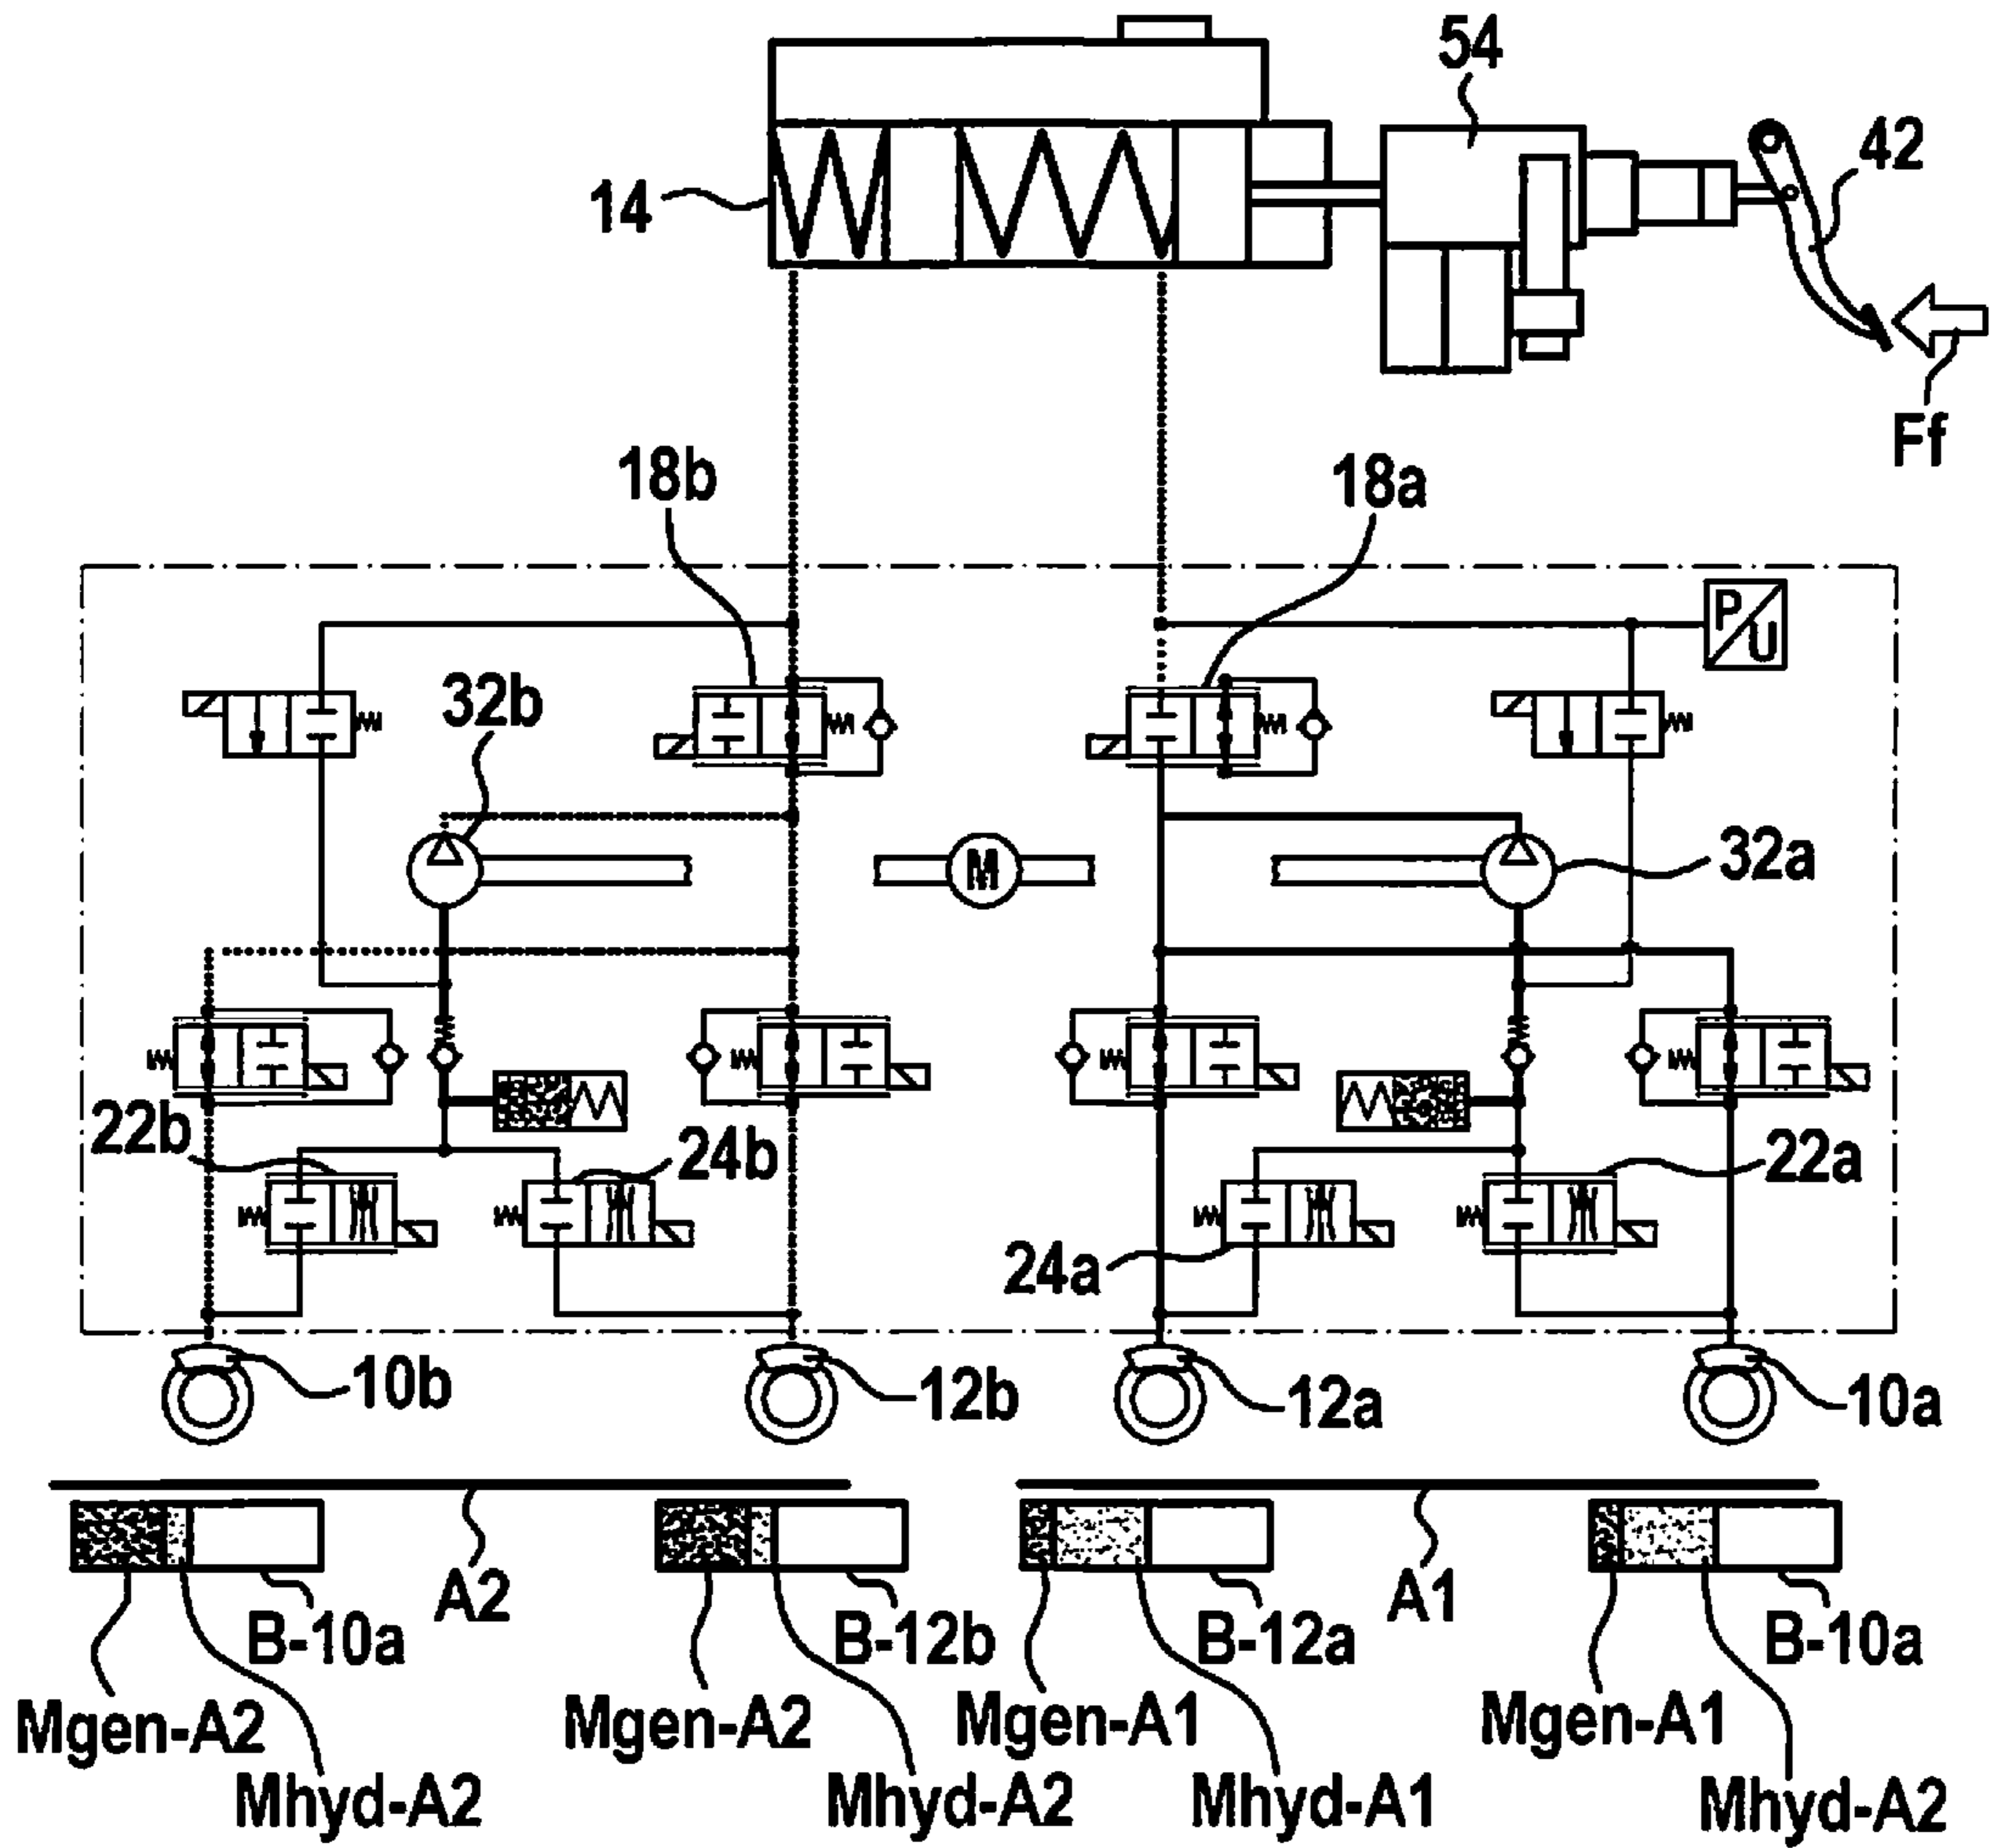 54
42
14
Ff
18b
18a
P
U
32b
M
32a
22b
24b
22a
24a
10b
12b
12a
10a
A2
A1
B-10a
B-12b
B-12a
B-10a
Mgen-A2
Mgen-A2
Mgen-A1
Mgen-A1
Mhyd-A2
Mhyd-A2
Mhyd-A1
Mhyd-A2